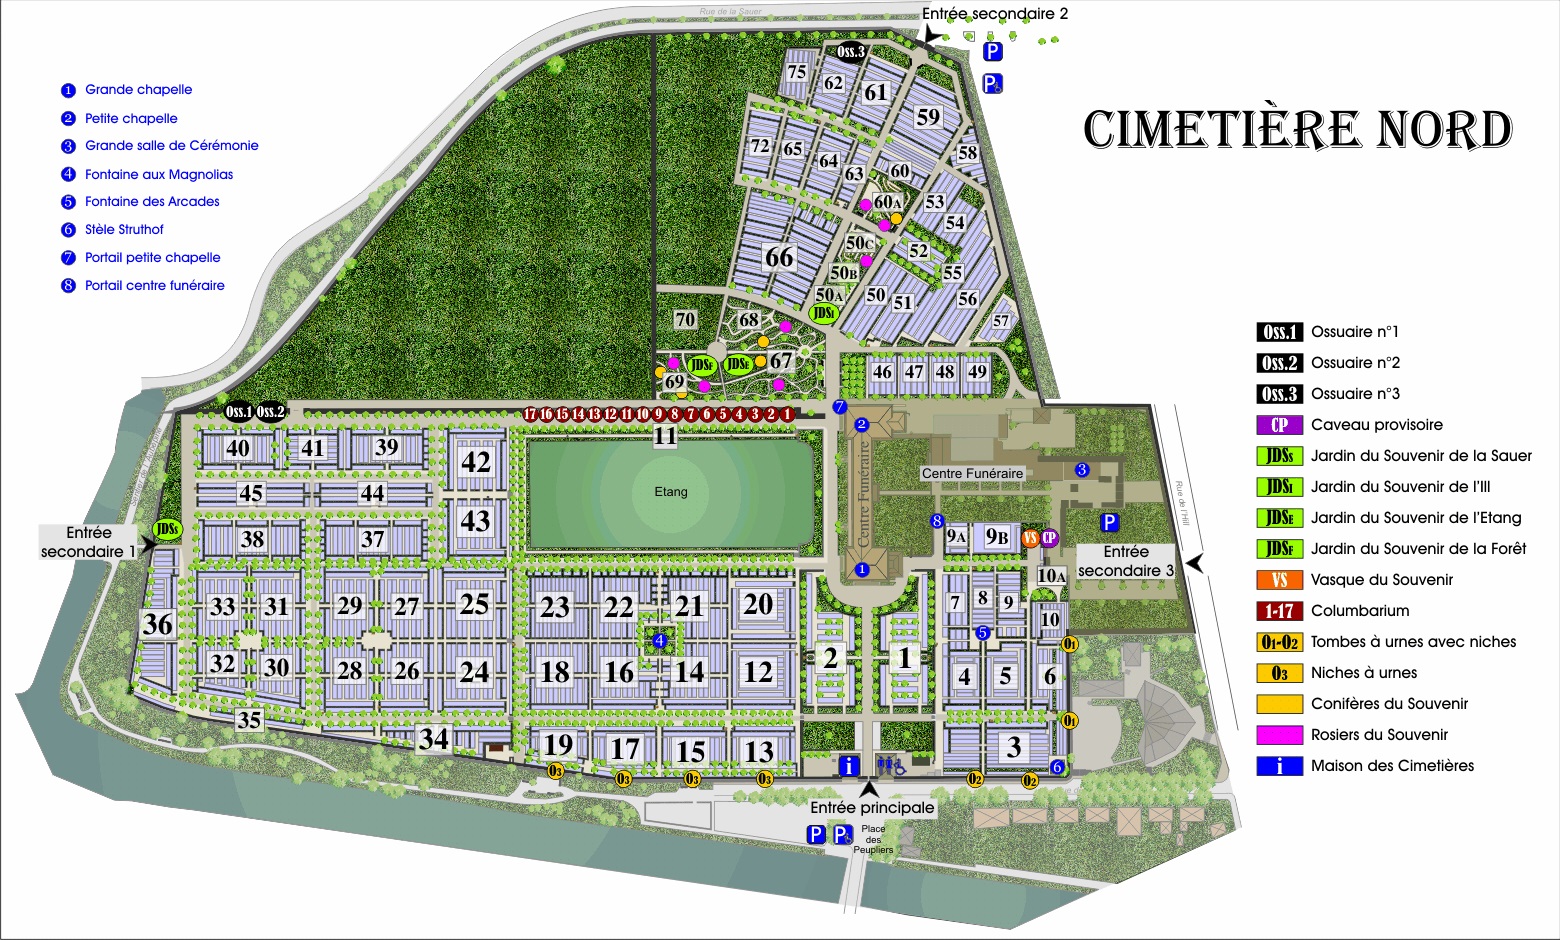 CIMETIÈRE NORD
Rue de la Sauer
Entrée secondaire 2
P
P
1 Grande chapelle
2 Petite chapelle
3 Grande salle de Cérémonie
4 Fontaine aux Magnolias
5 Fontaine des Arcades
6 Stèle Struthof
7 Portail petite chapelle
8 Portail centre funéraire
Oss.3
75
62
61
59
58
72
65
64
63
60
60A
53
54
66
50C
52
50B
55
50A
50
51
56
57
JDSI
70
68
67
JDSF
JDSE
69
46
47
48
49
Oss.1
Oss.2
17 16 15 14 13 12 11 10 9 8 7 6 5 4 3 2 1
11
7
2
40
41
39
42
45
44
43
38
37
Etang
Centre Funéraire
Centre Funéraire
3
Rue de l'Ill
P
8
9A
9B
VS
CP
JDSS
Entrée
secondaire 1
Entrée
secondaire 3
1
10A
36
33
31
29
27
25
23
22
21
20
7
8
9
10
4
5
O1
32
30
28
26
24
18
16
14
12
2
1
4
5
6
O1
35
34
19
17
15
13
3
O3
O3
O3
O3
i
O2
O2
6
Entrée principale
P
P
Place
des
Peupliers
Oss.1 Ossuaire n°1
Oss.2 Ossuaire n°2
Oss.3 Ossuaire n°3
CP Caveau provisoire
JDSS Jardin du Souvenir de la Sauer
JDSI Jardin du Souvenir de l'Ill
JDSE Jardin du Souvenir de l'Etang
JDSF Jardin du Souvenir de la Forêt
VS Vasque du Souvenir
1-17 Columbarium
O1-O2 Tombes à urnes avec niches
O3 Niches à urnes
Conifères du Souvenir
Rosiers du Souvenir
i Maison des Cimetières